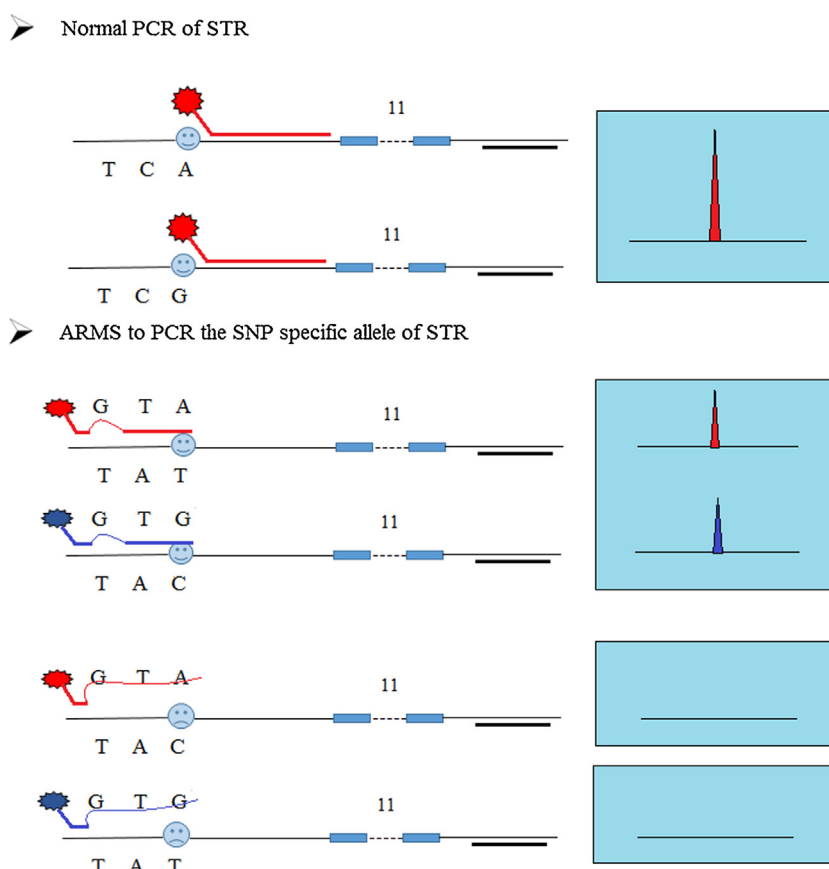 Normal PCR of STR
11
T C A
11
T C G
ARMS to PCR the SNP specific allele of STR
G T A
11
T A T
G T G
11
T A C
G T A
11
T A C
G T G
11
T A T